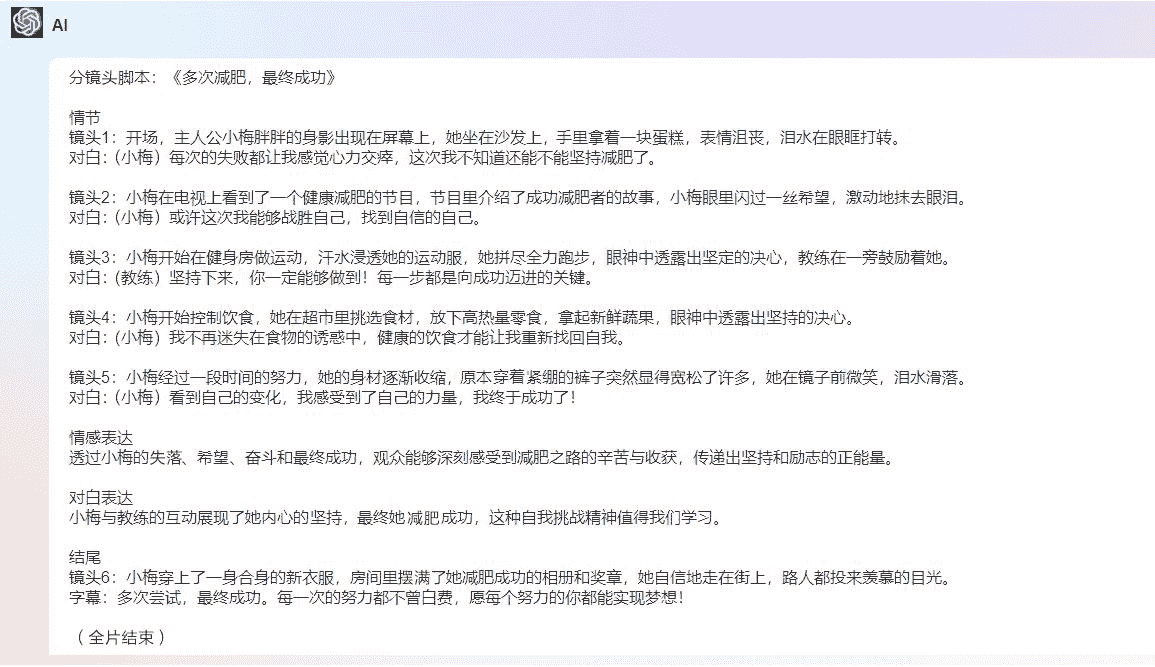 AI
分镜头脚本：《多次减肥，最终成功》
情节
镜头1：开场，主人公小梅胖胖的身影出现在屏幕上，她坐在沙发上，手里拿着一块蛋糕，表情沮丧，泪水在眼眶打转。
对白：（小梅）每次的失败都让我感觉心力交瘁，这次我不知道还能不能坚持减肥了。
镜头2：小梅在电视上看到了一个健康减肥的节目，节目里介绍了成功减肥者的故事，小梅眼里闪过一丝希望，激动地抹去眼泪。
对白：（小梅）或许这次我能够战胜自己，找到自信的自己。
镜头3：小梅开始在健身房做运动，汗水浸透她的运动服，她拼尽全力跑步，眼神中透露出坚定的决心，教练在一旁鼓励着她。
对白：（教练）坚持下来，你一定能够做到！每一步都是向成功迈进的关键。
镜头4：小梅开始控制饮食，她在超市里挑选食材，放下高热量零食，拿起新鲜蔬果，眼神中透露出坚持的决心。
对白：（小梅）我不再迷失在食物的诱惑中，健康的饮食才能让我重新找回自我。
镜头5：小梅经过一段时间的努力，她的身材逐渐收缩，原本穿着紧绷的裤子突然显得宽松了许多，她在镜子前微笑，泪水滑落。
对白：（小梅）看到自己的变化，我感受到了自己的力量，我终于成功了！
情感表达
透过小梅的失落、希望、奋斗和最终成功，观众能够深刻感受到减肥之路的辛苦与收获，传递出坚持和励志的正能量。
对白表达
小梅与教练的互动展现了她内心的坚持，最终她减肥成功，这种自我挑战精神值得我们学习。
结尾
镜头6：小梅穿上了一身合身的新衣服，房间里摆满了她减肥成功的相册和奖章，她自信地走在街上，路人都投来羡慕的目光。
字幕：多次尝试，最终成功。每一次的努力都不曾白费，愿每个努力的你都能实现梦想！
（全片结束）